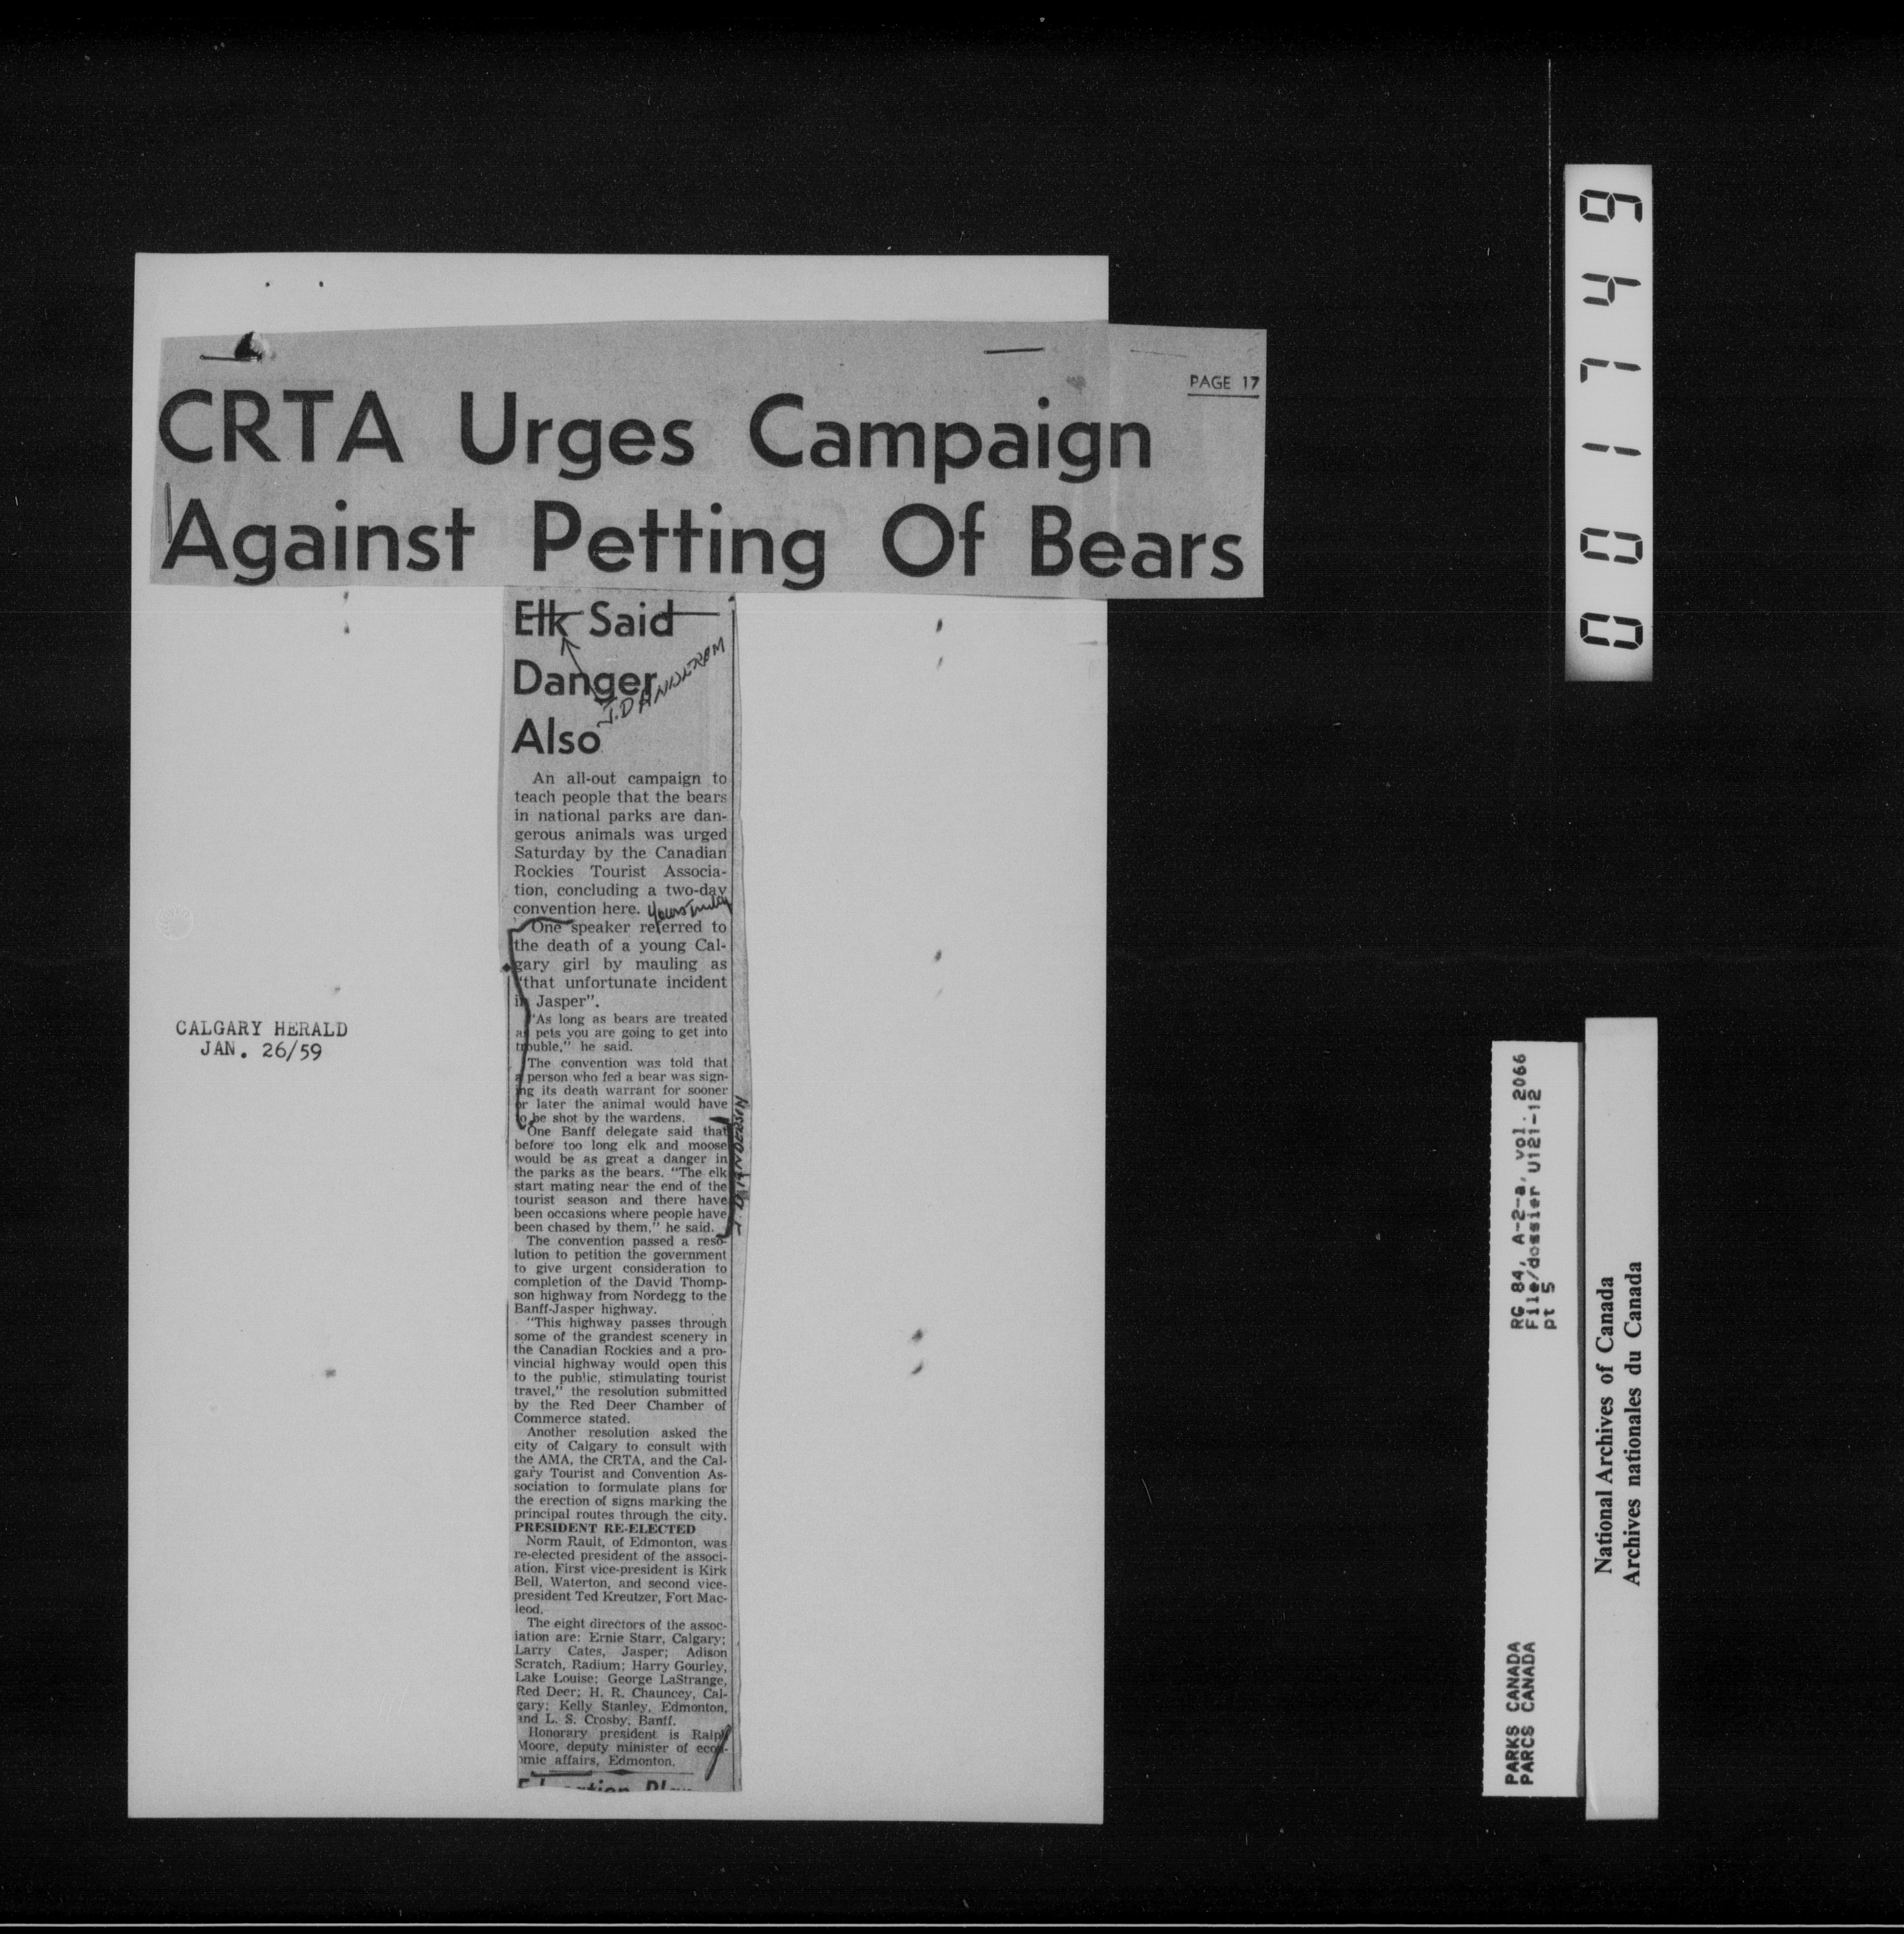 PAGE 17
CRTA Urges Campaign
Against Petting Of Bears
Elk Said
Danger
Also
An all-out campaign to
teach people that the bears
in national parks are dan-
gerous animals was urged
Saturday by the Canadian
Rockies Tourist Associa-
tion, concluding a two-day
convention here. Yours truly
One speaker referred to
the death of a young Cal-
gary girl by mauling as
"that unfortunate incident
in Jasper".
"As long as bears are treated
as pets you are going to get into
trouble," he said.
The convention was told that
a person who fed a bear was sign-
ing its death warrant for sooner
or later the animal would have
to be shot by the wardens.
One Banff delegate said that
before too long elk and moose
would be as great a danger in
the parks as the bears. "The elk
start mating near the end of the
tourist season and there have
been occasions where people have
been chased by them," he said.
The convention passed a reso-
lution to petition the government
to give urgent consideration to
completion of the David Thomp-
son highway from Nordegg to the
Banff-Jasper highway.
"This highway passes through
some of the grandest scenery in
the Canadian Rockies and a pro-
vincial highway would open this
to the public, stimulating tourist
travel," the resolution submitted
by the Red Deer Chamber of
Commerce stated.
Another resolution asked the
city of Calgary to consult with
the AMA, the CRTA, and the Cal-
gary Tourist and Convention As-
sociation to formulate plans for
the erection of signs marking the
principal routes through the city.
PRESIDENT RE-ELECTED
Norm Rault, of Edmonton, was
re-elected president of the associ-
ation. First vice-president is Kirk
Bell, Waterton, and second vice-
president Ted Kreutzer, Fort Mac-
leod.
The eight directors of the assoc-
iation are: Ernie Starr, Calgary;
Larry Cates, Jasper; Adison
Scratch, Radium; Harry Gourley,
Lake Louise; George LaStrange,
Red Deer; H. R. Chauncey, Cal-
gary; Kelly Stanley, Edmonton,
and L. S. Crosby, Banff.
Honorary president is Ralph
Moore, deputy minister of econ-
omic affairs, Edmonton.
CALGARY HERALD
JAN. 26/59
001749
RG 84, A-2-a, vol. 2066
File/dossier U121-12
pt 5
PARKS CANADA
PARCS CANADA
National Archives of Canada
Archives nationales du Canada